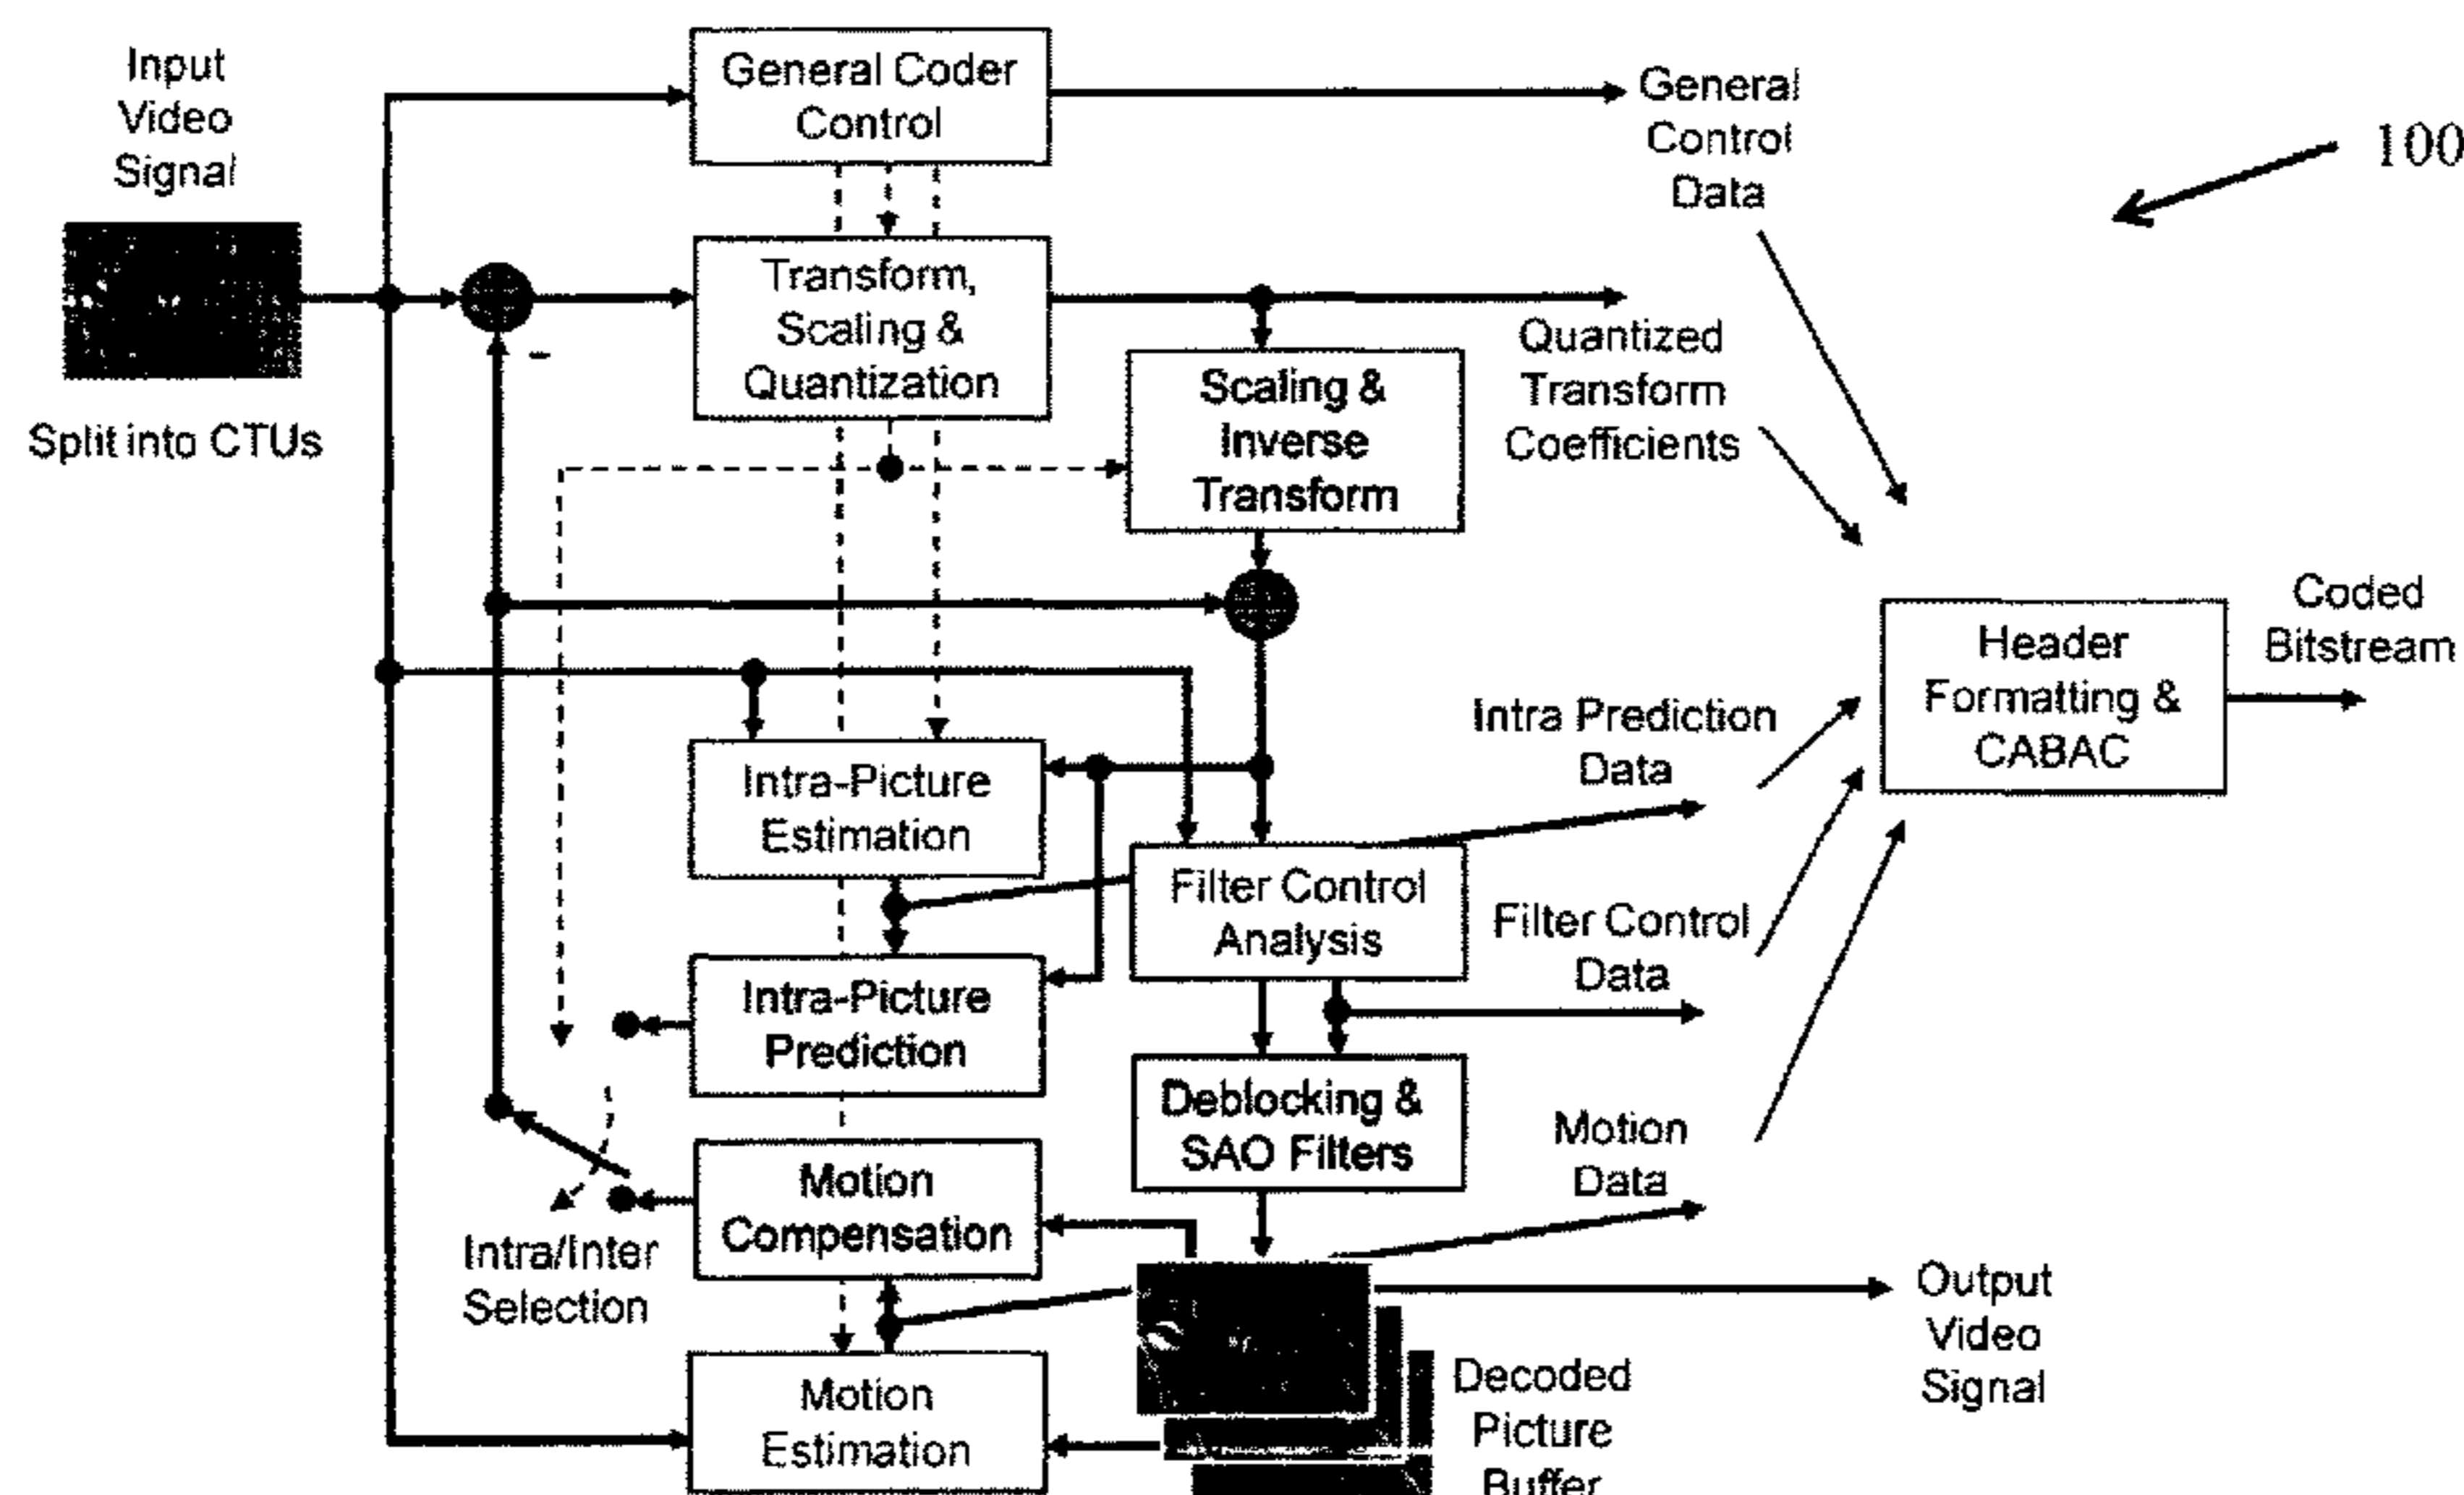 Input
Video
Signal
Split into CTUs
General Coder
Control
General
Control
Data
100
Transform,
Scaling &
Quantization
Quantized
Transform
Coefficients
Scaling &
Inverse
Transform
-
Header
Formatting &
CABAC
Coded
Bitstream
Intra-Picture
Estimation
Intra Prediction
Data
Filter Control
Analysis
Filter Control
Data
Intra-Picture
Prediction
Deblocking &
SAO Filters
Motion
Data
Motion
Compensation
Intra/Inter
Selection
Output
Video
Signal
Motion
Estimation
Decoded
Picture
Buffer